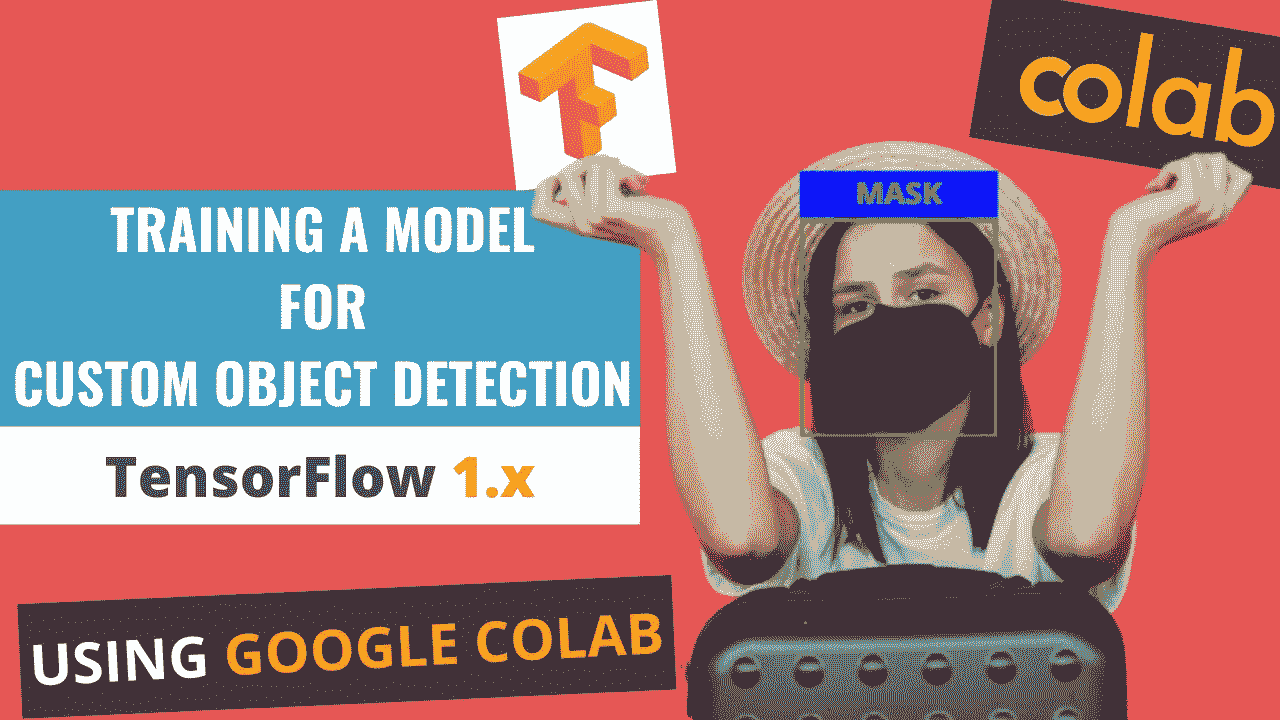 colab
MASK
TRAINING A MODEL
FOR
CUSTOM OBJECT DETECTION
TensorFlow 1.x
USING GOOGLE COLAB